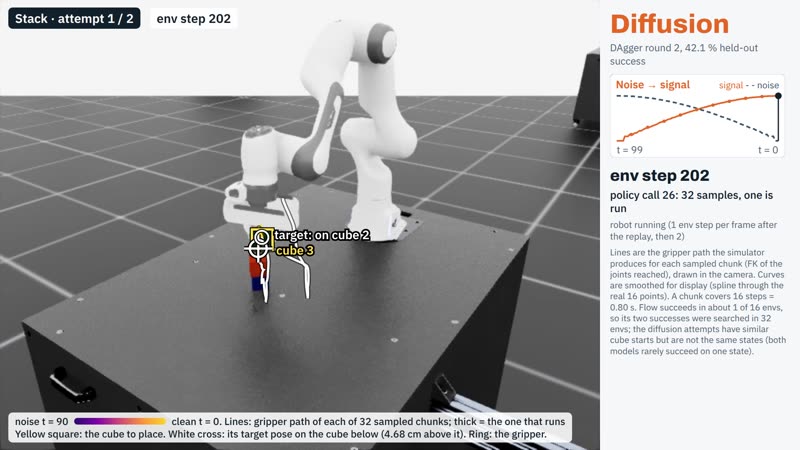 Stack · attempt 1 / 2
env step 202
target: on cube 2
cube 3
noise t = 90
clean t = 0. Lines: gripper path of each of 32 sampled chunks; thick = the one that runs
Yellow square: the cube to place. White cross: its target pose on the cube below (4.68 cm above it). Ring: the gripper.
Diffusion
DAgger round 2, 42.1 % held-out
success
Noise → signal
signal - - noise
t = 99
t = 0
env step 202
policy call 26: 32 samples, one is
run
robot running (1 env step per frame after
the replay, then 2)
Lines are the gripper path the simulator
produces for each sampled chunk (FK of the
joints reached), drawn in the camera. Curves
are smoothed for display (spline through the
real 16 points). A chunk covers 16 steps =
0.80 s. Flow succeeds in about 1 of 16 envs,
so its two successes were searched in 32
envs; the diffusion attempts have similar
cube starts but are not the same states (both
models rarely succeed on one state).